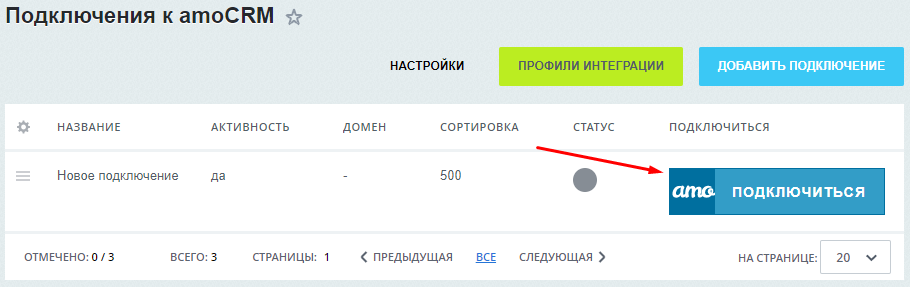 Подключения к amoCRM
НАСТРОЙКИ ПРОФИЛИ ИНТЕГРАЦИИ ДОБАВИТЬ ПОДКЛЮЧЕНИЕ
НАЗВАНИЕ АКТИВНОСТЬ ДОМЕН СОРТИРОВКА СТАТУС ПОДКЛЮЧИТЬСЯ
Новое подключение да - 500 amo ПОДКЛЮЧИТЬСЯ
ОТМЕЧЕНО: 0 / 3 ВСЕГО: 3 СТРАНИЦЫ: 1 ПРЕДЫДУЩАЯ ВСЕ СЛЕДУЮЩАЯ НА СТРАНИЦЕ: 20